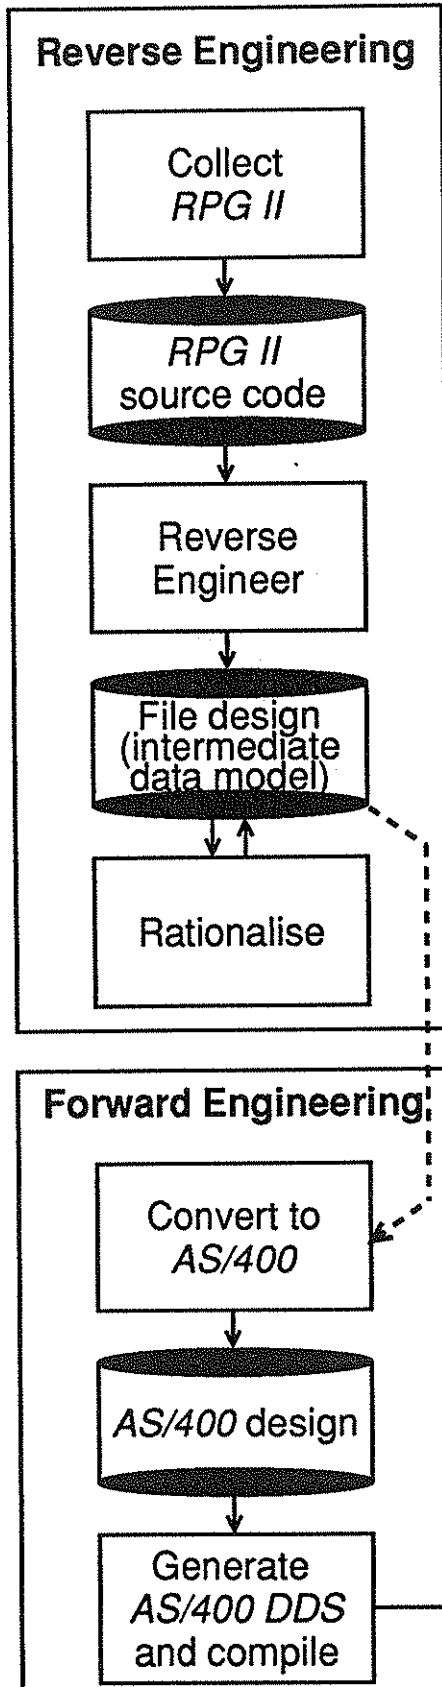 Reverse Engineering
Collect
RPG II
RPG II
source code
Reverse
Engineer
File design
(intermediate
data model)
Rationalise
Forward Engineering
Convert to
AS/400
AS/400 design
Generate
AS/400 DDS
and compile